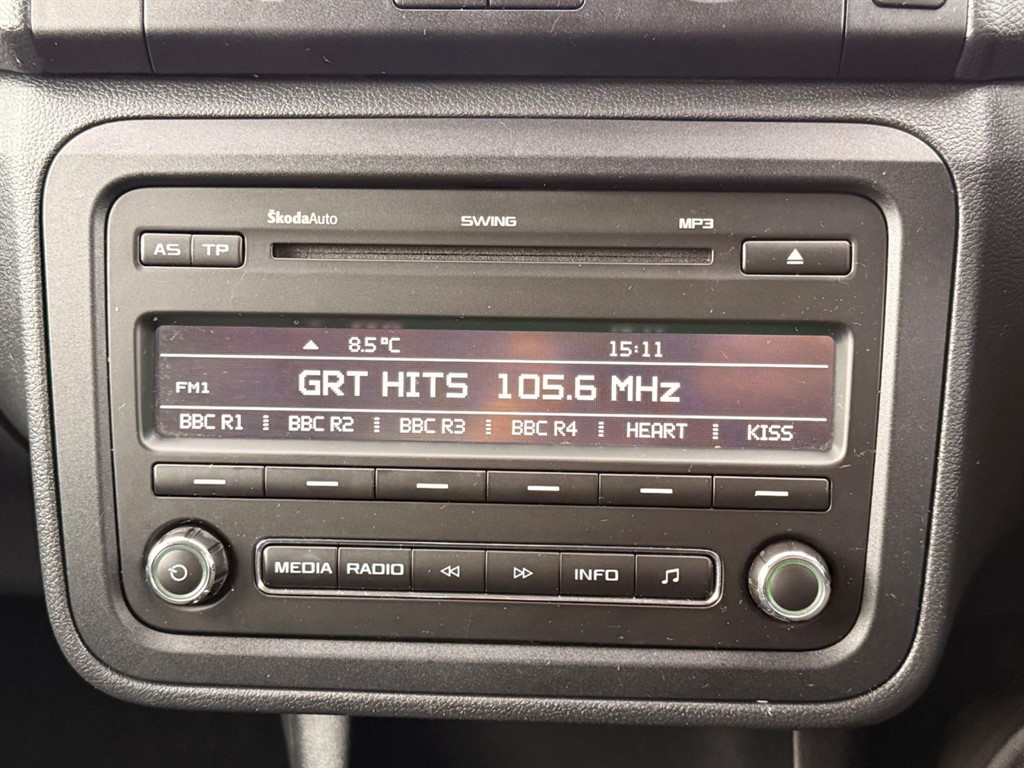 ŠkodaAuto SWING MP3
AS TP
8.5 °C 15:11
FM1 GRT HITS 105.6 MHz
BBC R1 BBC R2 BBC R3 BBC R4 HEART KISS
MEDIA RADIO INFO